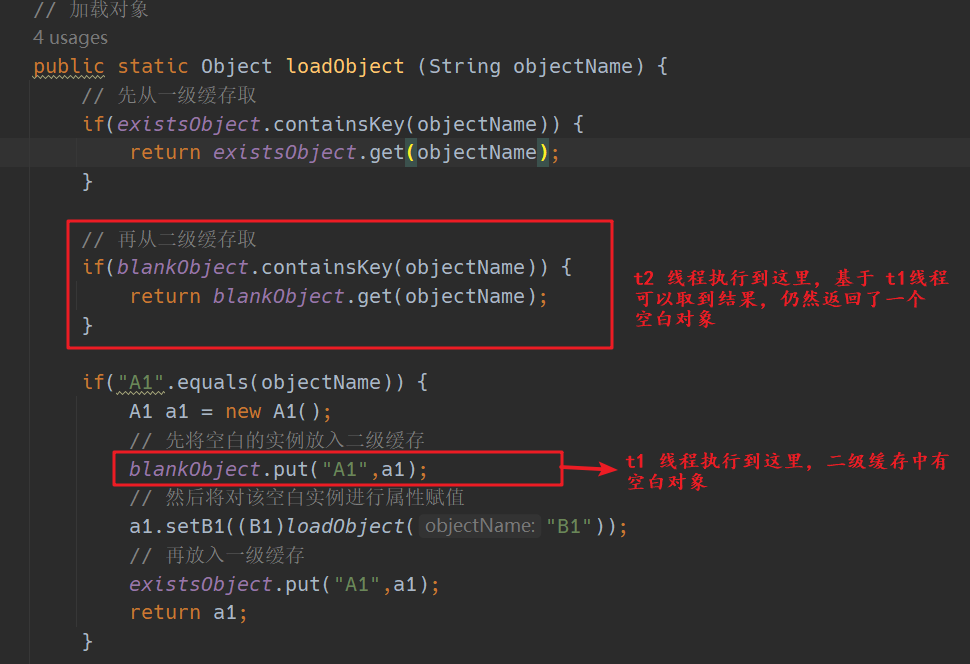 // 加载对象
4 usages
public static Object loadObject (String objectName) {
// 先从一级缓存取
if(existsObject.containsKey(objectName)) {
return existsObject.get(objectName);
}
// 再从二级缓存取
if(blankObject.containsKey(objectName)) {
return blankObject.get(objectName);
}
t2 线程执行到这里，基于 t1线程
可以取到结果，仍然返回了一个
空白对象
if("A1".equals(objectName)) {
A1 a1 = new A1();
// 先将空白的实例放入二级缓存
blankObject.put("A1",a1);
t1 线程执行到这里，二级缓存中有
空白对象
// 然后将对该空白实例进行属性赋值
a1.setB1((B1)loadObject( objectName: "B1"));
// 再放入一级缓存
existsObject.put("A1",a1);
return a1;
}